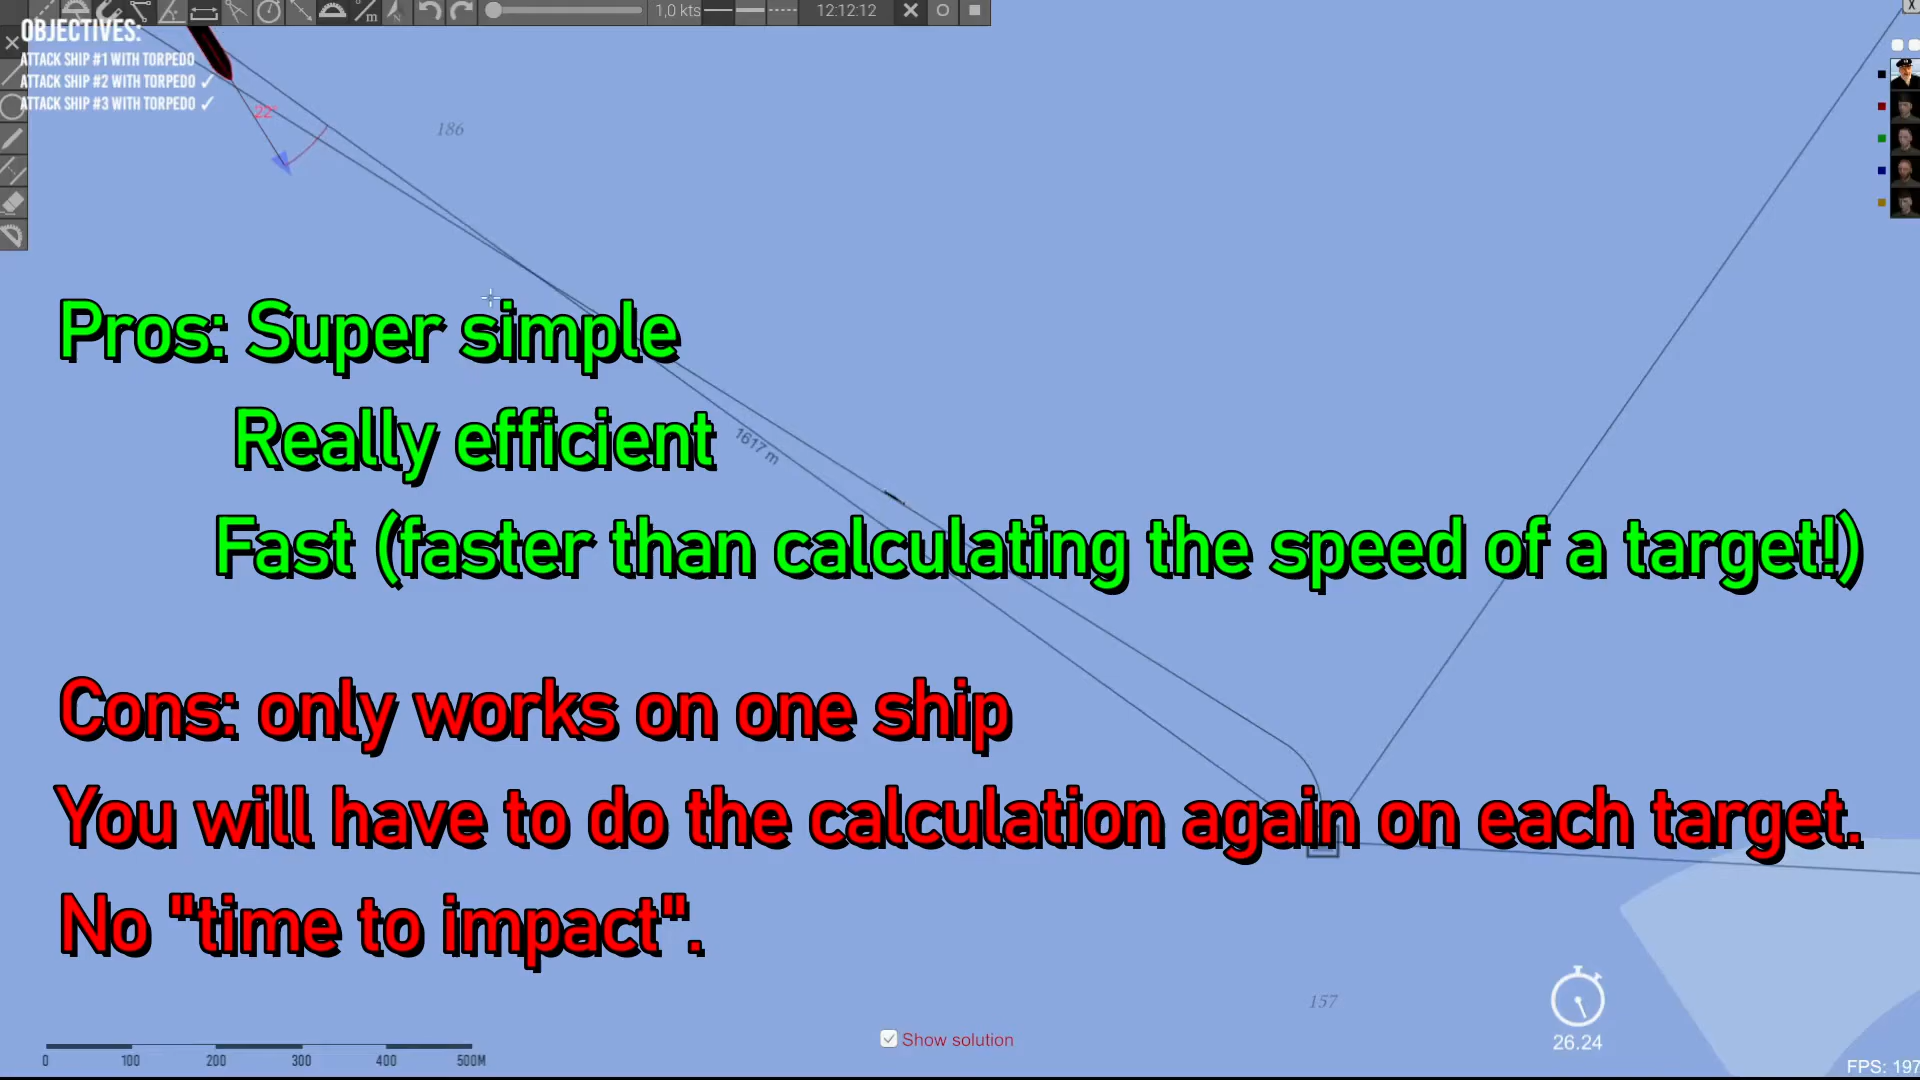 1,0 kts
12:12:12
X
OBJECTIVES:
ATTACK SHIP #1 WITH TORPEDO
ATTACK SHIP #2 WITH TORPEDO ✓
ATTACK SHIP #3 WITH TORPEDO ✓
22°
186
Pros: Super simple
Really efficient
1617 m
Fast (faster than calculating the speed of a target!)
Cons: only works on one ship
You will have to do the calculation again on each target.
No "time to impact".
157
Show solution
26.24
0 100 200 300 400 500M
FPS: 197